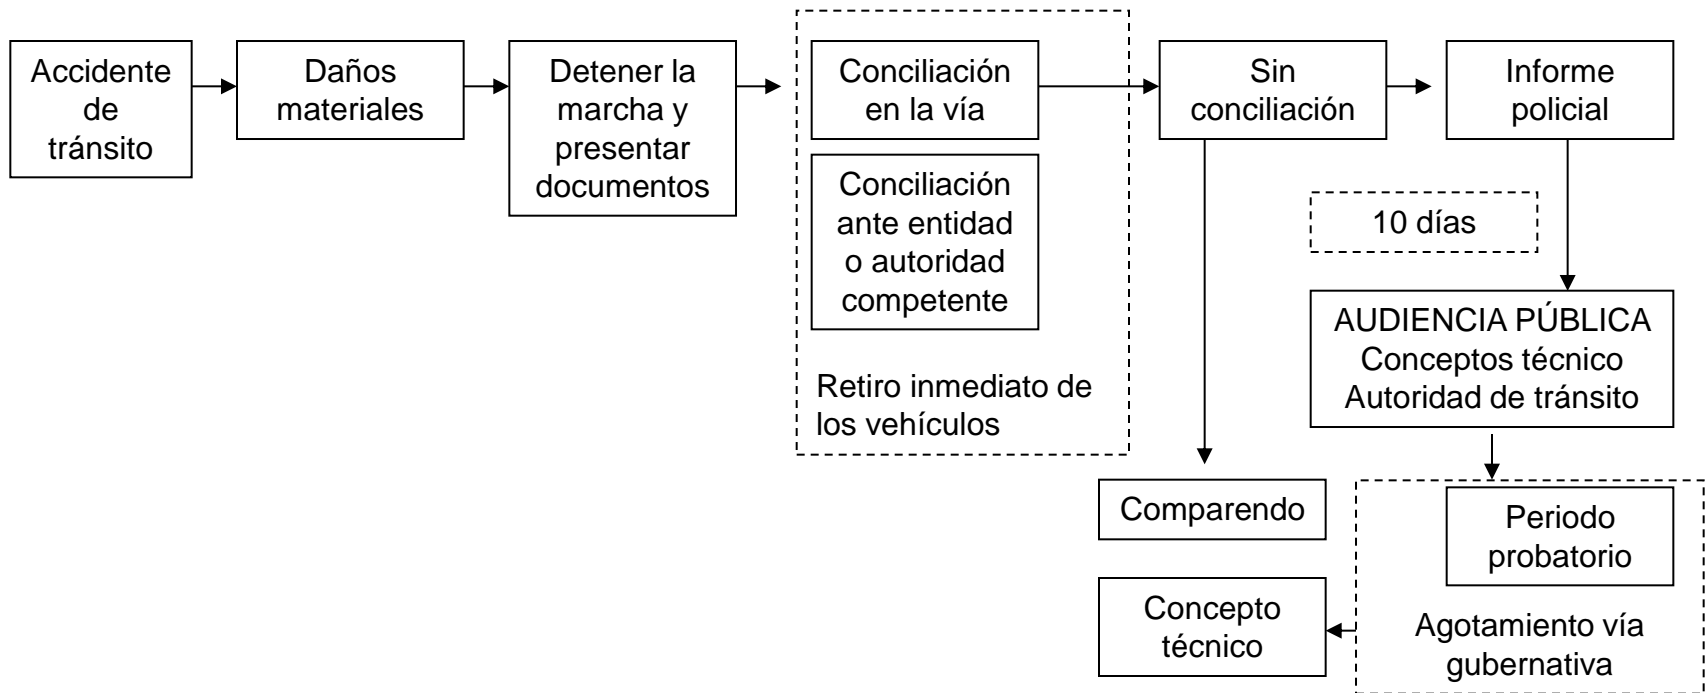 Accidente
de
tránsito
Daños
materiales
Detener la
marcha y
presentar
documentos
Conciliación
en la vía
Conciliación
ante entidad
o autoridad
competente
Retiro inmediato de
los vehículos
Sin
conciliación
Informe
policial
10 días
AUDIENCIA PÚBLICA
Conceptos técnico
Autoridad de tránsito
Comparendo
Periodo
probatorio
Agotamiento vía
gubernativa
Concepto
técnico